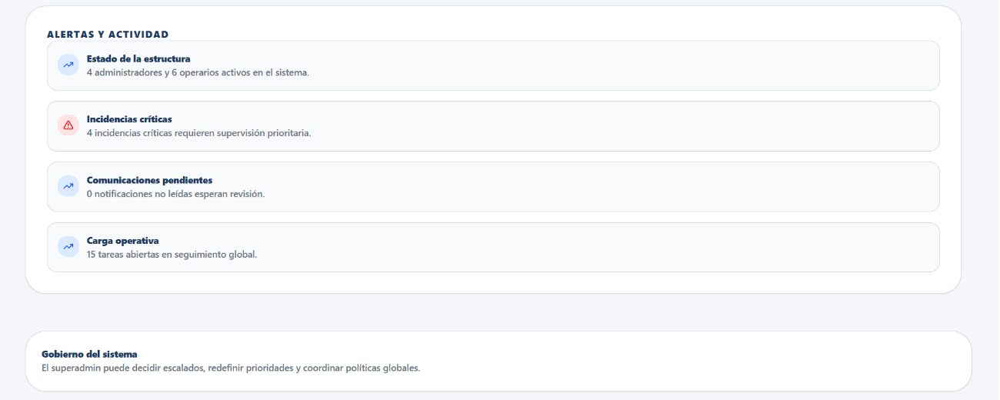 ALERTAS Y ACTIVIDAD
Estado de la estructura
4 administradores y 6 operarios activos en el sistema.
Incidencias críticas
4 incidencias críticas requieren supervisión prioritaria.
Comunicaciones pendientes
0 notificaciones no leídas esperan revisión.
Carga operativa
15 tareas abiertas en seguimiento global.
Gobierno del sistema
El superadmin puede decidir escalados, redefinir prioridades y coordinar políticas globales.